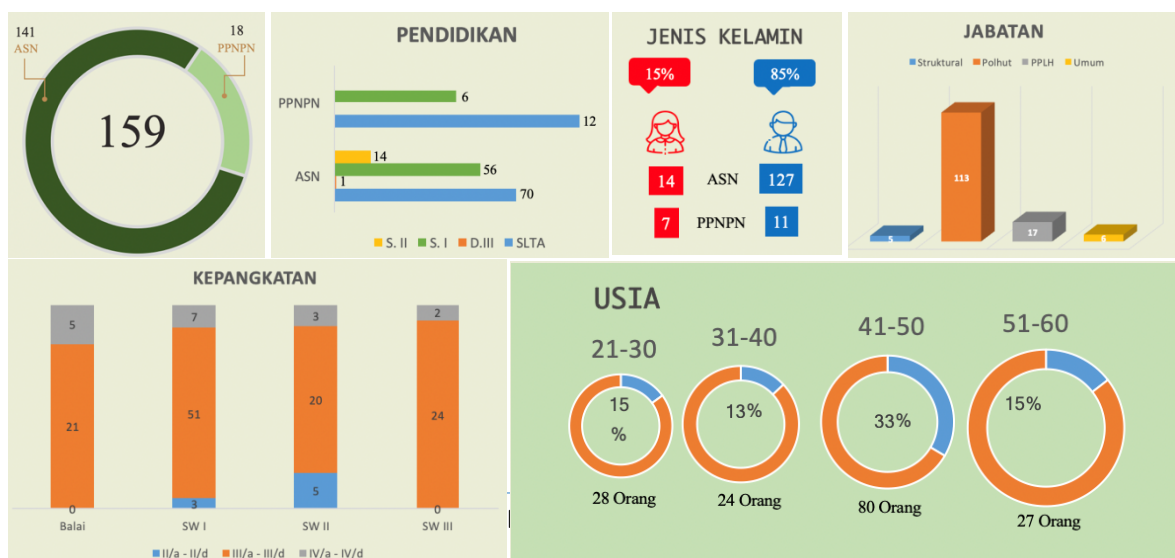 141
ASN
18
PPNPN
159
PENDIDIKAN
PPNPN
6
12
14
ASN
56
1
70
S. II S. I D.III SLTA
JENIS KELAMIN
15% 85%
14 ASN 127
7 PPNPN 11
JABATAN
Struktural Polhut PPLH Umum
5 113 17 6
KEPANGKATAN
5 7 3 2
21 51 20 24
0 3 5 0
Balai SW I SW II SW III
II/a - II/d III/a - III/d IV/a - IV/d
USIA
21-30 31-40 41-50 51-60
15
%
13%
33%
15%
28 Orang 24 Orang 80 Orang 27 Orang